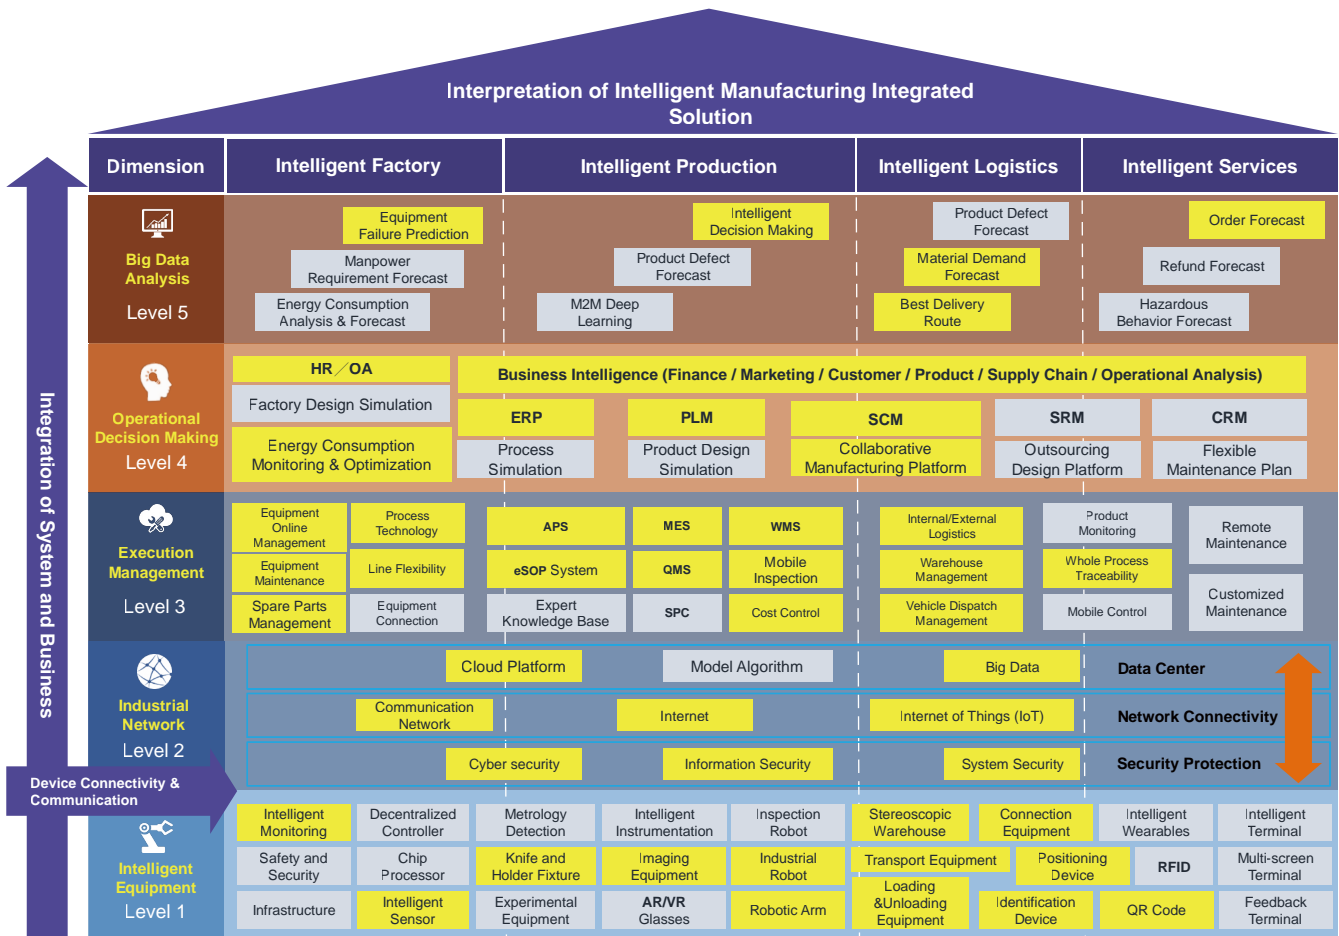 Interpretation of Intelligent Manufacturing Integrated
Solution
Dimension
Intelligent Factory
Intelligent Production
Intelligent Logistics
Intelligent Services
Integration of System and Business
Big Data
Analysis
Level 5
Equipment
Failure Prediction
Manpower
Requirement Forecast
Energy Consumption
Analysis & Forecast
Intelligent
Decision Making
Product Defect
Forecast
M2M Deep
Learning
Product Defect
Forecast
Material Demand
Forecast
Best Delivery
Route
Order Forecast
Refund Forecast
Hazardous
Behavior Forecast
Operational
Decision Making
Level 4
HR／OA
Factory Design Simulation
Energy Consumption
Monitoring & Optimization
Business Intelligence (Finance / Marketing / Customer / Product / Supply Chain / Operational Analysis)
ERP
PLM
SCM
SRM
CRM
Process
Simulation
Product Design
Simulation
Collaborative
Manufacturing Platform
Outsourcing
Design Platform
Flexible
Maintenance Plan
Execution
Management
Level 3
Equipment
Online
Management
Process
Technology
Equipment
Maintenance
Line Flexibility
Spare Parts
Management
Equipment
Connection
APS
MES
WMS
eSOP System
QMS
Mobile
Inspection
Expert
Knowledge Base
SPC
Cost Control
Internal/External
Logistics
Warehouse
Management
Vehicle Dispatch
Management
Product
Monitoring
Whole Process
Traceability
Mobile Control
Remote
Maintenance
Customized
Maintenance
Industrial
Network
Level 2
Cloud Platform
Model Algorithm
Big Data
Data Center
Communication
Network
Internet
Internet of Things (IoT)
Network Connectivity
Cyber security
Information Security
System Security
Security Protection
Device Connectivity &
Communication
Intelligent
Equipment
Level 1
Intelligent
Monitoring
Decentralized
Controller
Metrology
Detection
Intelligent
Instrumentation
Inspection
Robot
Stereoscopic
Warehouse
Connection
Equipment
Intelligent
Wearables
Intelligent
Terminal
Safety and
Security
Chip
Processor
Knife and
Holder Fixture
Imaging
Equipment
Industrial
Robot
Transport Equipment
Positioning
Device
RFID
Multi-screen
Terminal
Infrastructure
Intelligent
Sensor
Experimental
Equipment
AR/VR
Glasses
Robotic Arm
Loading
&Unloading
Equipment
Identification
Device
QR Code
Feedback
Terminal